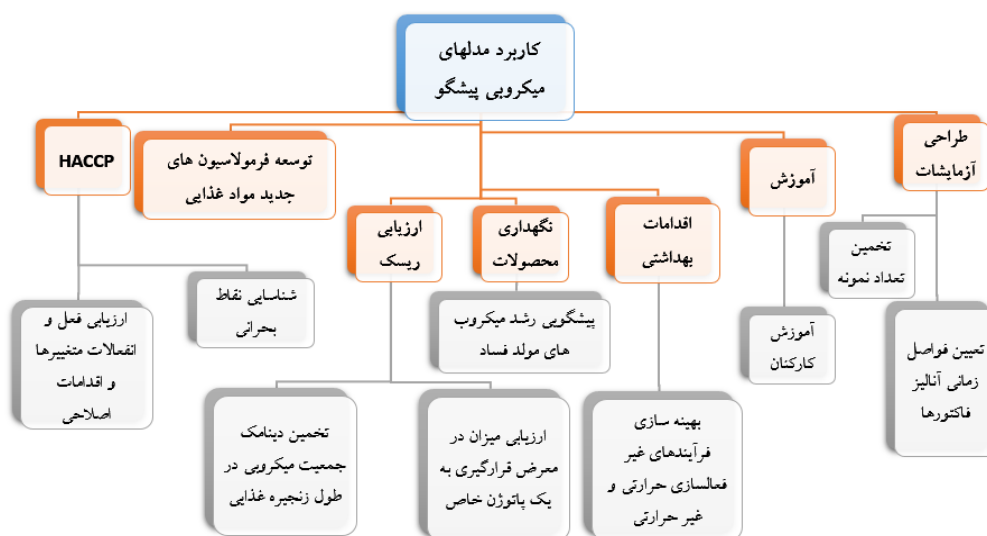 کاربرد مدلهای
میکروبی پیشگو
طراحی
آزمایشات
تخمین
تعداد نمونه
تعیین فواصل
زمانی آنالیز
فاکتورها
آموزش
آموزش
کارکنان
اقدامات
بهداشتی
بهینه سازی
فرآیندهای غیر
فعالسازی حرارتی و
غیر حرارتی
نگهداری
محصولات
پیشگویی رشد میکروب
های مولد فساد
ارزیابی
ریسک
ارزیابی میزان در
معرض قرارگیری به
یک پاتوژن خاص
تخمین دینامک
جمعیت میکروبی در
طول زنجیره غذایی
توسعه فرمولاسیون های
جدید مواد غذایی
HACCP
شناسایی نقاط
بحرانی
ارزیابی فعل و
انفعالات متغییرها
و اقدامات
اصلاحی